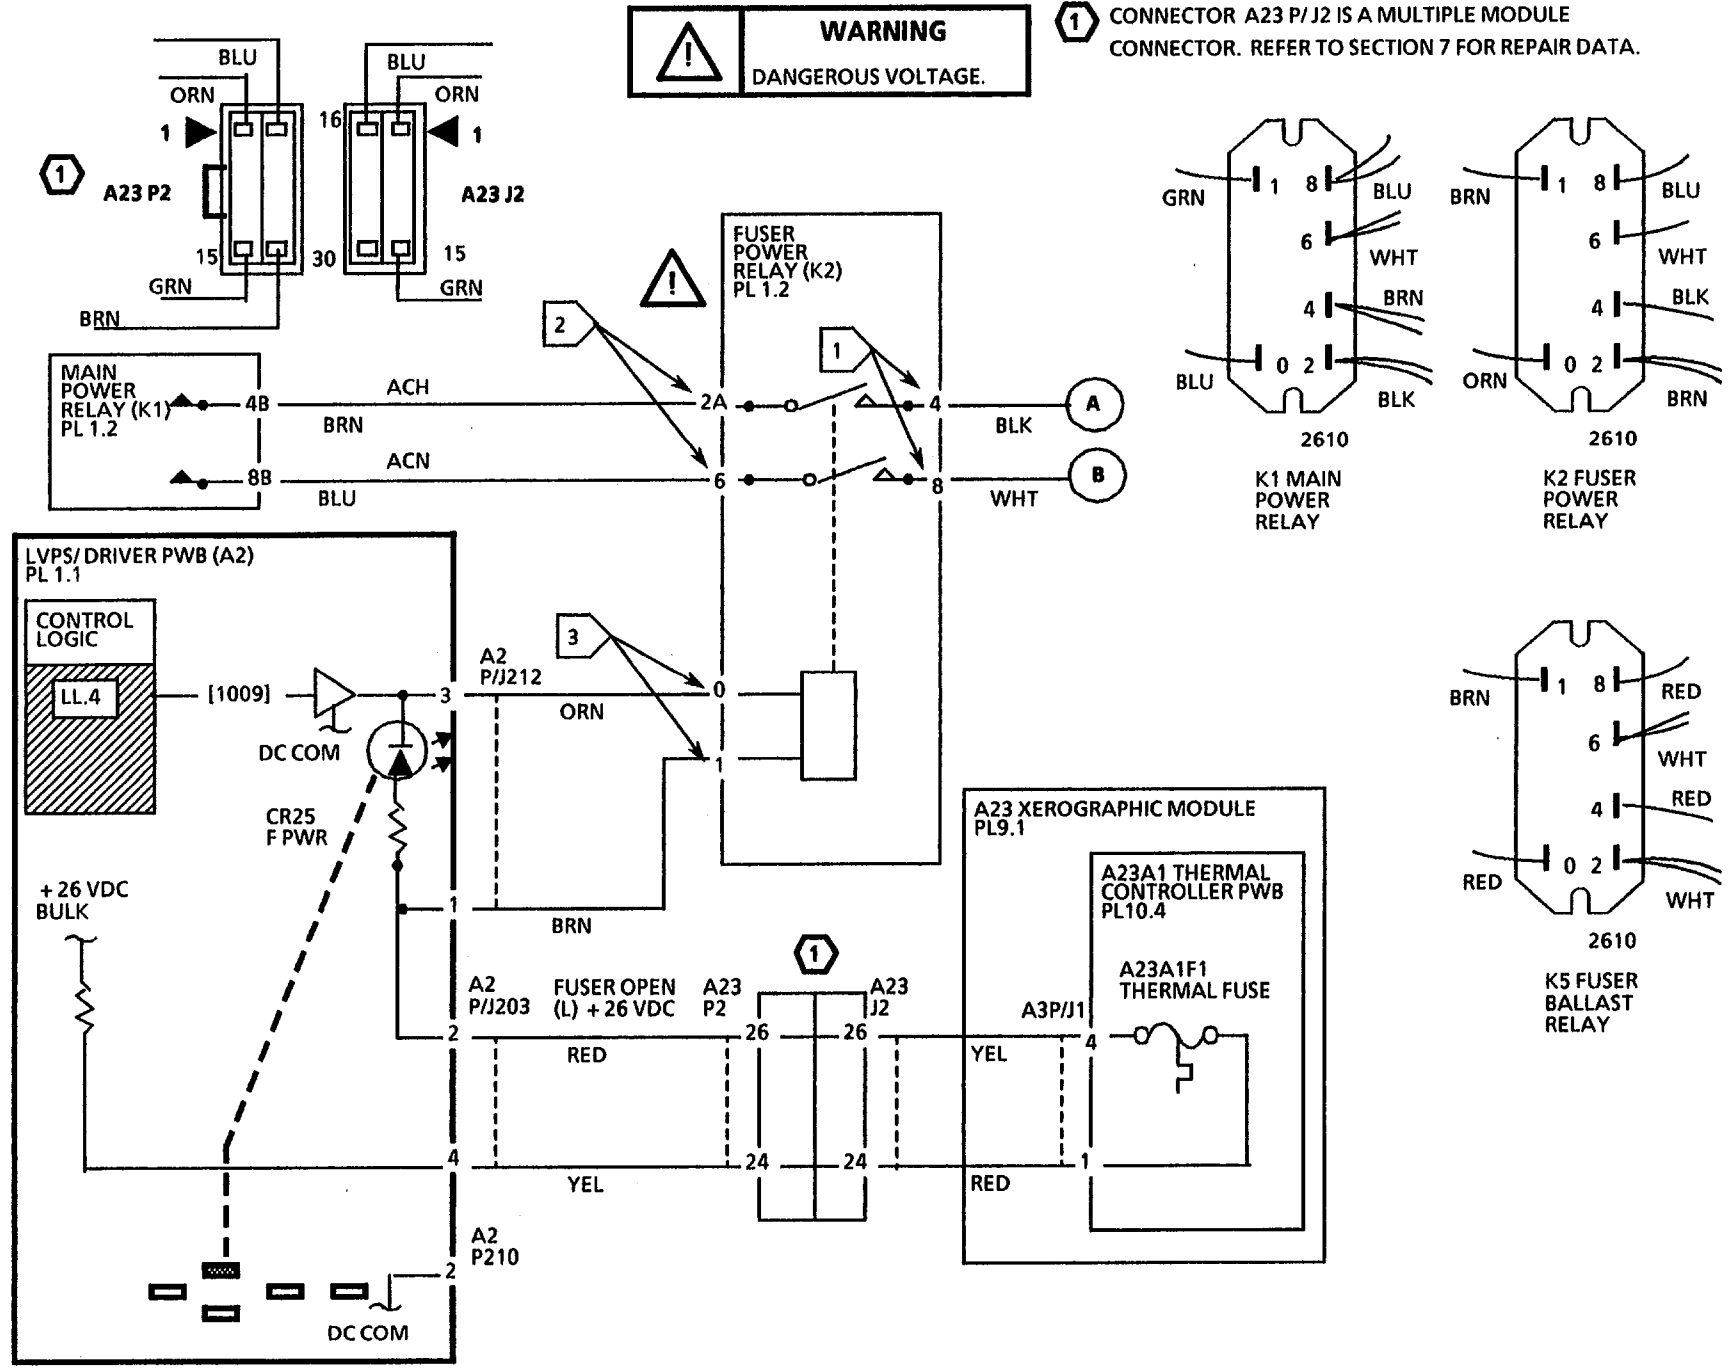 WARNING
DANGEROUS VOLTAGE.
!
1
CONNECTOR A23 P/J2 IS A MULTIPLE MODULE
CONNECTOR. REFER TO SECTION 7 FOR REPAIR DATA.
BLU
ORN
1
1
A23 P2
15
30
GRN
BRN
BLU
ORN
16
1
A23 J2
15
GRN
GRN
1
8
BLU
6
WHT
4
BRN
BLU
0
2
BLK
2610
K1 MAIN
POWER
RELAY
BRN
1
8
BLU
6
WHT
4
BLK
ORN
0
2
BRN
2610
K2 FUSER
POWER
RELAY
BRN
1
8
RED
6
WHT
4
RED
RED
0
2
WHT
2610
K5 FUSER
BALLAST
RELAY
MAIN
POWER
RELAY (K1)
PL 1.2
4B
ACH
BRN
8B
ACN
BLU
2
!
FUSER
POWER
RELAY (K2)
PL 1.2
1
2A
4
BLK
A
6
8
WHT
B
LVPS/ DRIVER PWB (A2)
PL 1.1
CONTROL
LOGIC
LL.4
[1009]
DC COM
3
A2
P/J212
ORN
3
0
1
CR25
F PWR
+ 26 VDC
BULK
1
BRN
A2
P/J203
FUSER OPEN
(L) + 26 VDC
A23
P2
1
A23
J2
2
RED
26
26
YEL
4
YEL
24
24
RED
A23 XEROGRAPHIC MODULE
PL9.1
A23A1 THERMAL
CONTROLLER PWB
PL10.4
A23A1F1
THERMAL FUSE
A3P/J1
4
1
A2
P210
2
DC COM